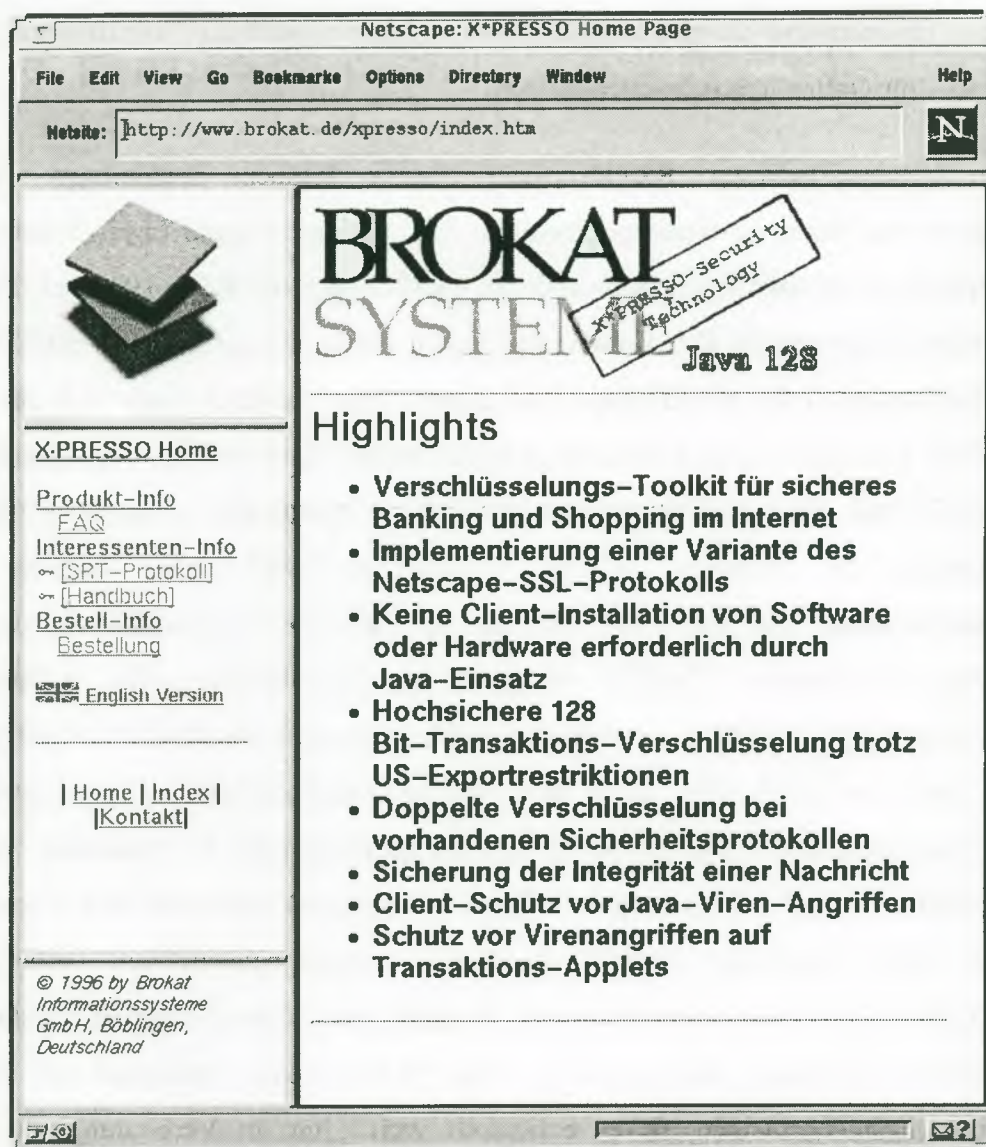 Netscape: X*PRESSO Home Page
File Edit View Go Bookmarks Options Directory Window Help
Netsite: http://www.brokat.de/xpresso/index.htm
N
BROKAT
SYSTEME
X*PRESSO-Security
Technology
Java 128
X·PRESSO Home
Produkt-Info
FAQ
Interessenten-Info
[SRT-Protokoll]
[Handbuch]
Bestell-Info
Bestellung
English Version
| Home | Index |
|Kontakt|
© 1996 by Brokat
Informationssysteme
GmbH, Böblingen,
Deutschland
Highlights
• Verschlüsselungs-Toolkit für sicheres
Banking und Shopping im Internet
• Implementierung einer Variante des
Netscape-SSL-Protokolls
• Keine Client-Installation von Software
oder Hardware erforderlich durch
Java-Einsatz
• Hochsichere 128
Bit-Transaktions-Verschlüsselung trotz
US-Exportrestriktionen
• Doppelte Verschlüsselung bei
vorhandenen Sicherheitsprotokollen
• Sicherung der Integrität einer Nachricht
• Client-Schutz vor Java-Viren-Angriffen
• Schutz vor Virenangriffen auf
Transaktions-Applets
?